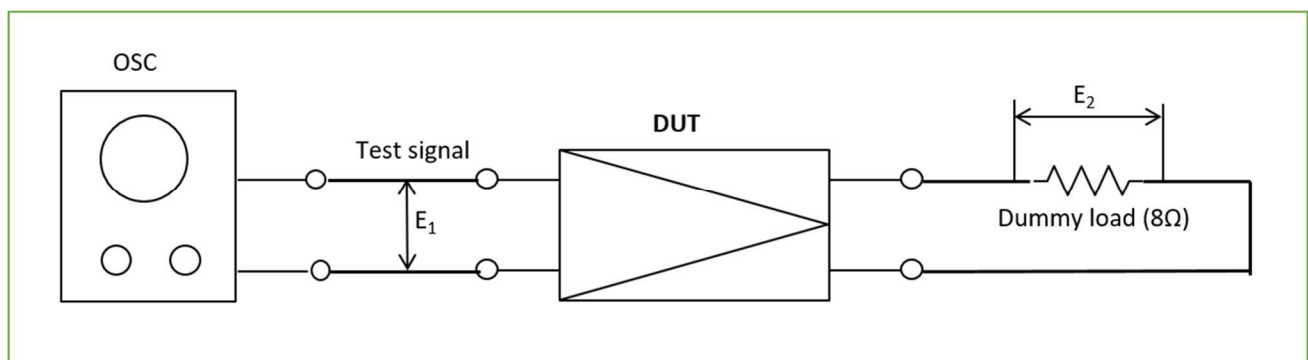 OSC
Test signal
E₁
DUT
E₂
Dummy load (8Ω)